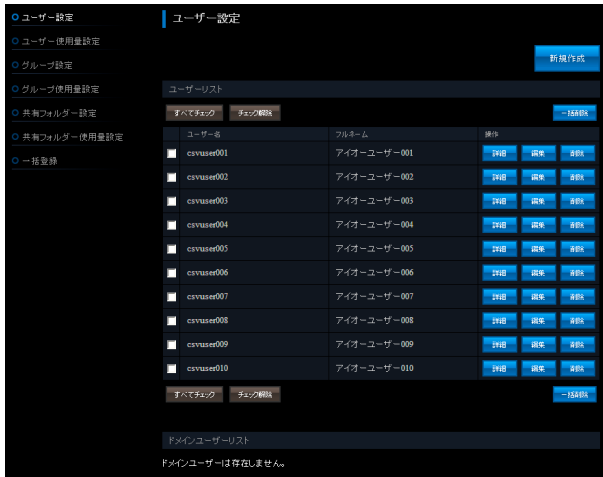 ユーザー設定
ユーザー使用量設定
グループ設定
グループ使用量設定
共有フォルダー設定
共有フォルダー使用量設定
一括登録
ユーザー設定
新規作成
ユーザーリスト
すべてチェック チェック解除 一括削除
ユーザー名 フルネーム 操作
csvuser001 アイオーユーザー001 詳細 編集 削除
csvuser002 アイオーユーザー002 詳細 編集 削除
csvuser003 アイオーユーザー003 詳細 編集 削除
csvuser004 アイオーユーザー004 詳細 編集 削除
csvuser005 アイオーユーザー005 詳細 編集 削除
csvuser006 アイオーユーザー006 詳細 編集 削除
csvuser007 アイオーユーザー007 詳細 編集 削除
csvuser008 アイオーユーザー008 詳細 編集 削除
csvuser009 アイオーユーザー009 詳細 編集 削除
csvuser010 アイオーユーザー010 詳細 編集 削除
すべてチェック チェック解除 一括削除
ドメインユーザーリスト
ドメインユーザーは存在しません。